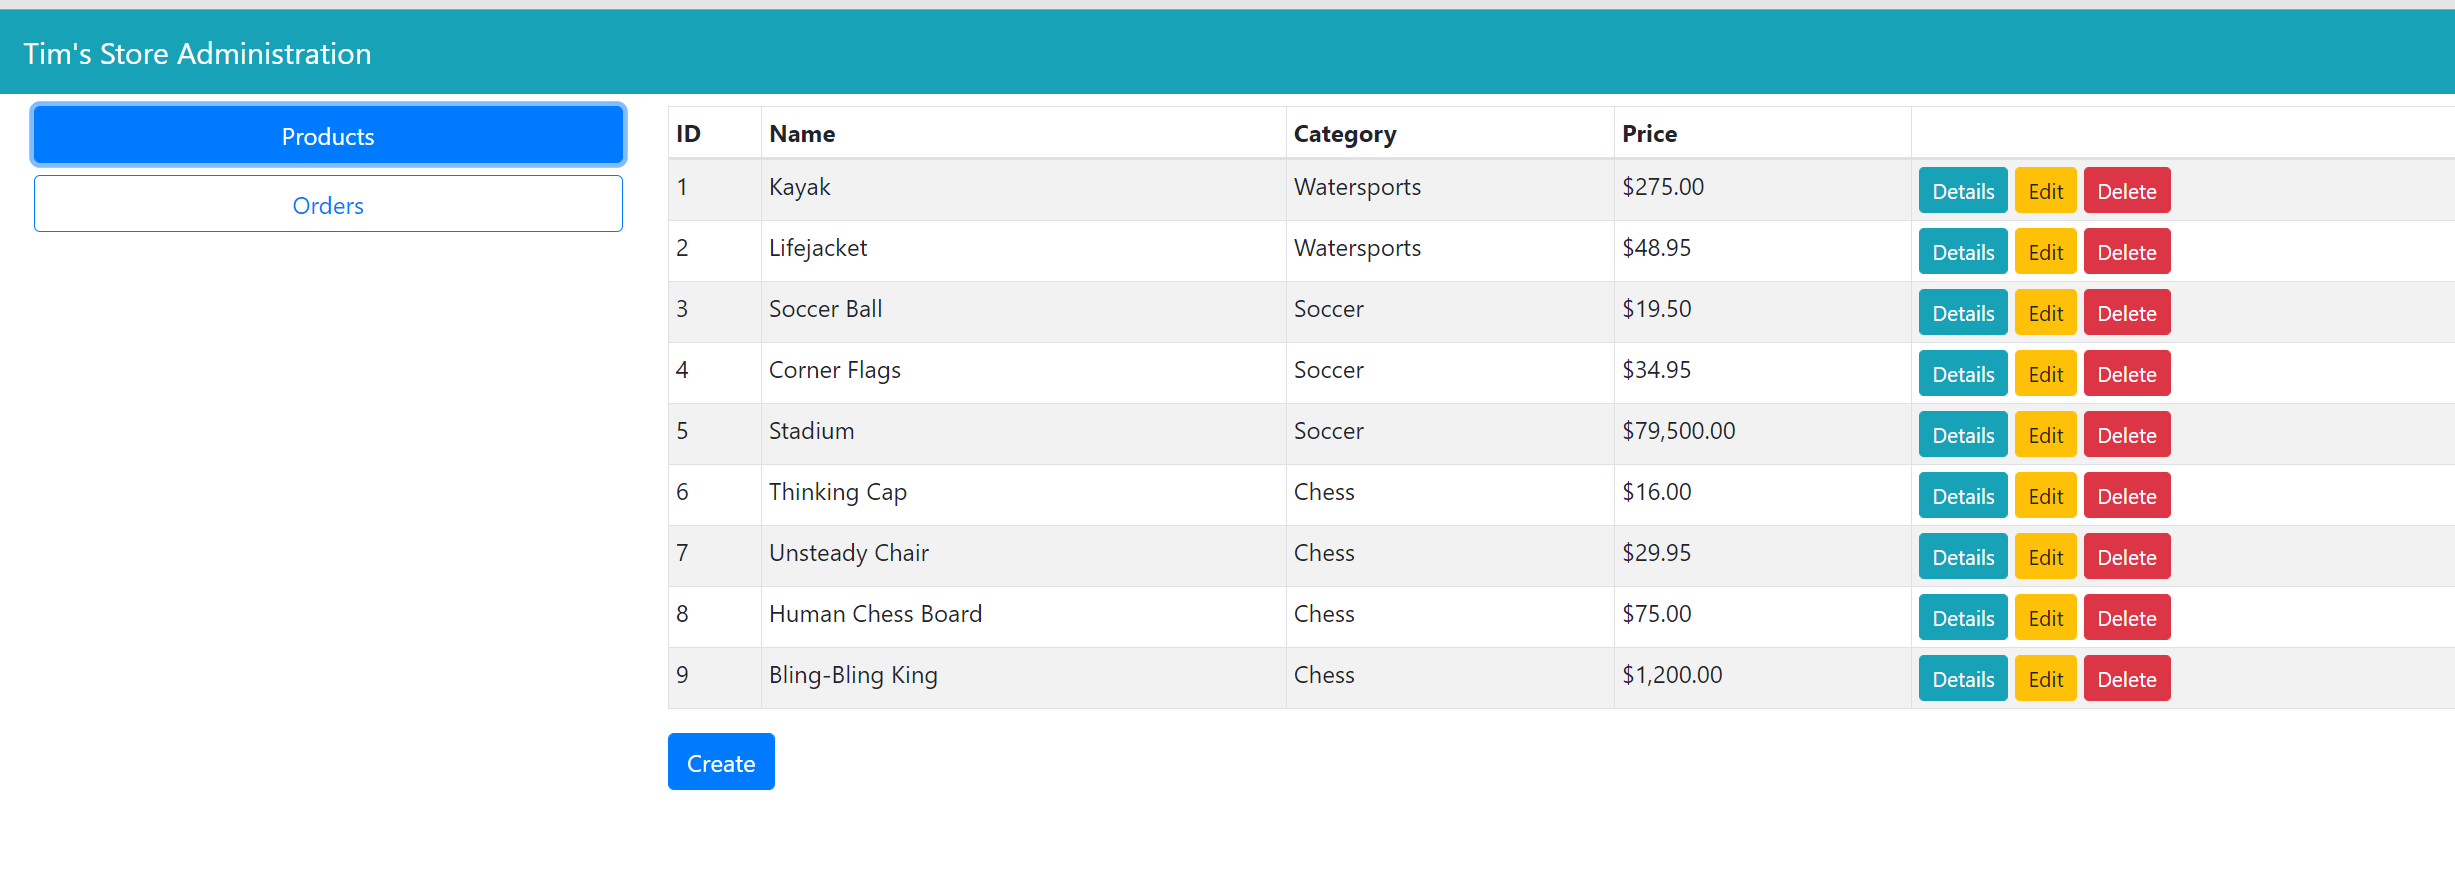 Tim's Store Administration
Products
Orders
ID Name Category Price
1 Kayak Watersports $275.00 Details Edit Delete
2 Lifejacket Watersports $48.95 Details Edit Delete
3 Soccer Ball Soccer $19.50 Details Edit Delete
4 Corner Flags Soccer $34.95 Details Edit Delete
5 Stadium Soccer $79,500.00 Details Edit Delete
6 Thinking Cap Chess $16.00 Details Edit Delete
7 Unsteady Chair Chess $29.95 Details Edit Delete
8 Human Chess Board Chess $75.00 Details Edit Delete
9 Bling-Bling King Chess $1,200.00 Details Edit Delete
Create